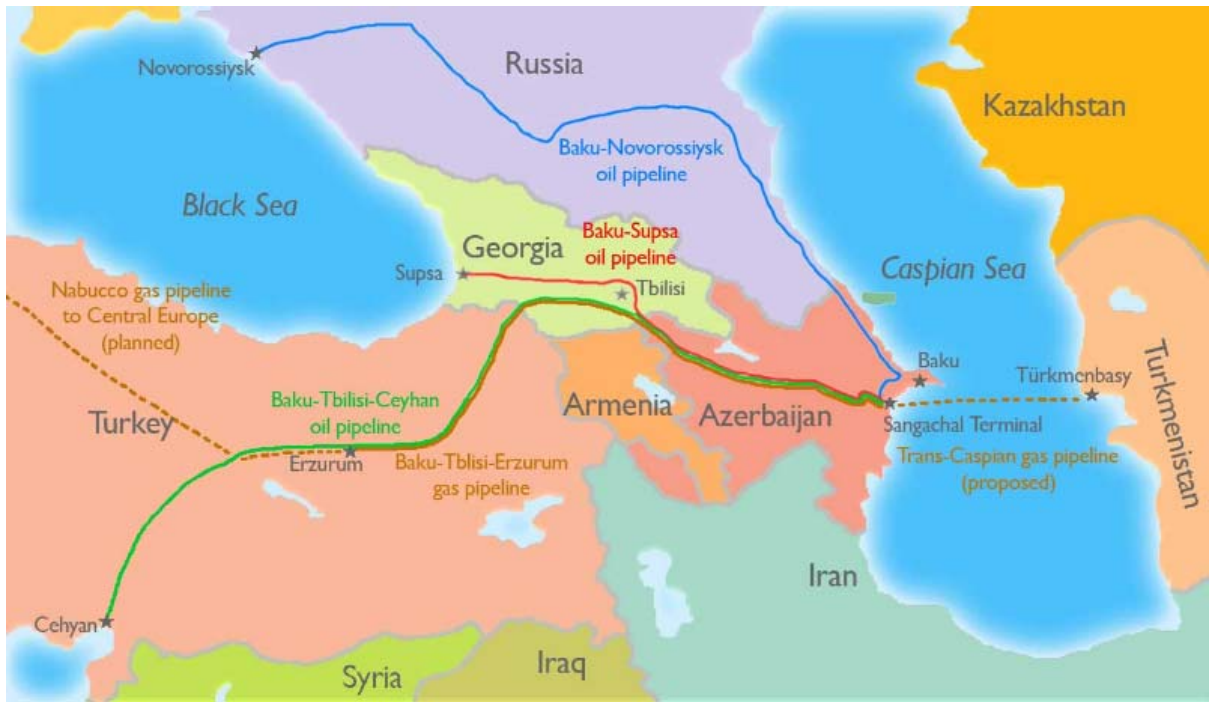 Novorossiysk
Russia
Kazakhstan
Baku-Novorossiysk
oil pipeline
Black Sea
Georgia
Baku-Supsa
oil pipeline
Caspian Sea
Supsa
Tbilisi
Nabucco gas pipeline
to Central Europe
(planned)
Baku
Türkmenbasy
Turkmenistan
Baku-Tbilisi-Ceyhan
oil pipeline
Armenia
Azerbaijan
Sangachal Terminal
Turkey
Erzurum
Baku-Tblisi-Erzurum
gas pipeline
Trans-Caspian gas pipeline
(proposed)
Iran
Cehyan
Syria
Iraq